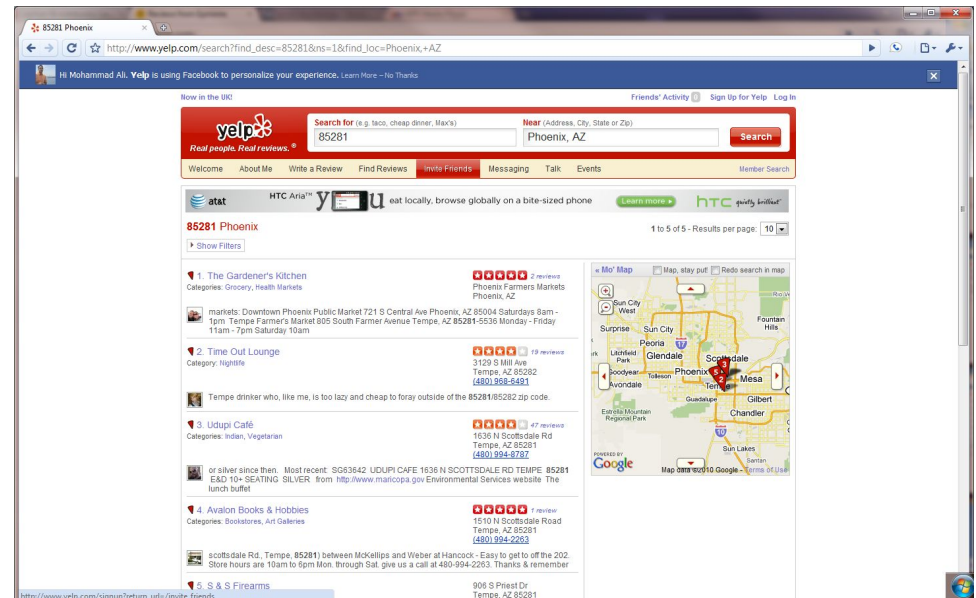 85281 Phoenix
http://www.yelp.com/search?find_desc=85281&ns=1&find_loc=Phoenix,+AZ
Hi Mohammad Ali. Yelp is using Facebook to personalize your experience. Learn More – No Thanks
Now in the UK!
Friends' Activity 0 Sign Up for Yelp Log In
yelp
Real people. Real reviews. ®
Search for (e.g. taco, cheap dinner, Max's)
85281
Near (Address, City, State or Zip)
Phoenix, AZ
Search
Welcome About Me Write a Review Find Reviews Invite Friends Messaging Talk Events Member Search
at&t HTC Aria™ you eat locally, browse globally on a bite-sized phone Learn more htc quietly brilliant
85281 Phoenix
1 to 5 of 5 - Results per page: 10
Show Filters
1. The Gardener's Kitchen
Categories: Grocery, Health Markets
2 reviews
Phoenix Farmers Markets
Phoenix, AZ
markets: Downtown Phoenix Public Market 721 S Central Ave Phoenix, AZ 85004 Saturdays 8am -
1pm Tempe Farmer's Market 805 South Farmer Avenue Tempe, AZ 85281-5536 Monday - Friday
11am - 7pm Saturday 10am
2. Time Out Lounge
Category: Nightlife
19 reviews
3129 S Mill Ave
Tempe, AZ 85282
(480) 968-6491
Tempe drinker who, like me, is too lazy and cheap to foray outside of the 85281/85282 zip code.
3. Udupi Café
Categories: Indian, Vegetarian
47 reviews
1636 N Scottsdale Rd
Tempe, AZ 85281
(480) 994-8787
or silver since then. Most recent SG63642 UDUPI CAFE 1636 N SCOTTSDALE RD TEMPE 85281
E&D 10+ SEATING SILVER from http://www.maricopa.gov Environmental Services website The
lunch buffet
4. Avalon Books & Hobbies
Categories: Bookstores, Art Galleries
1 review
1510 N Scottsdale Road
Tempe, AZ 85281
(480) 994-2263
scottsdale Rd., Tempe, 85281) between McKellips and Weber at Hancock - Easy to get to off the 202.
Store hours are 10am to 6pm Mon. through Sat. give us a call at 480-994-2263. Thanks & remember
5. S & S Firearms
906 S Priest Dr
Tempe, AZ 85281
« Mo' Map Map, stay put! Redo search in map
Sun City
West
Rio Ve
Fountain
Hills
Surprise
Sun City
Peoria
17
Litchfield
Park
Glendale
Scottsdale
3
Goodyear
Tolleson
Phoenix
5
2
Mesa
Avondale
Tempe
Guadalupe
Gilbert
Estrella Mountain
Regional Park
Chandler
10
Sun Lakes
Santan
POWERED BY
Google
Map data ©2010 Google - Terms of Use
http://www.yelp.com/signup?return_url=/invite_friends